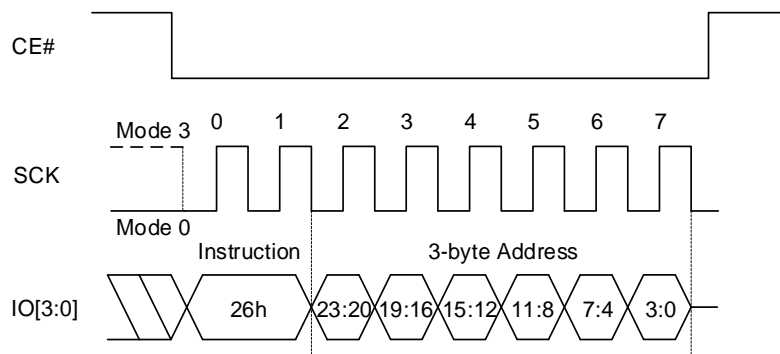 CE#
Mode 3
0 1 2 3 4 5 6 7
SCK
Mode 0
Instruction 3-byte Address
IO[3:0] 26h 23:20 19:16 15:12 11:8 7:4 3:0